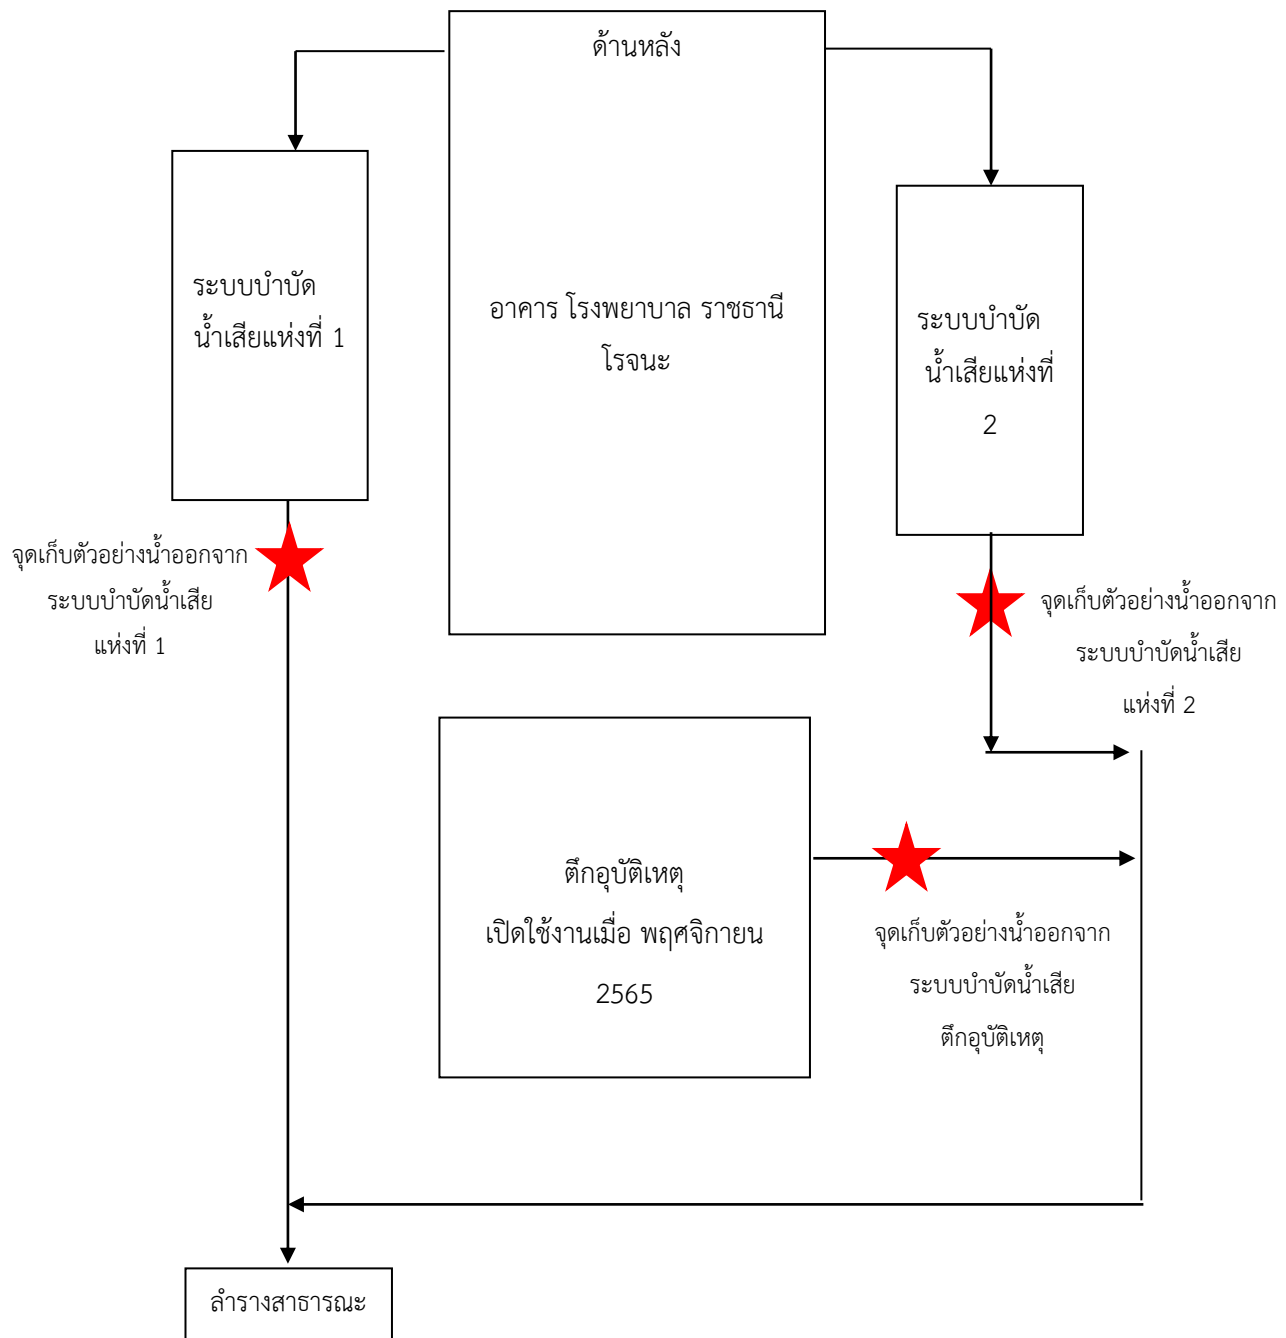 ด้านหลัง
ระบบบำบัด
น้ำเสียแห่งที่ 1
อาคาร โรงพยาบาล ราชธานี
โรจนะ
ระบบบำบัด
น้ำเสียแห่งที่
2
จุดเก็บตัวอย่างน้ำออกจาก
ระบบบำบัดน้ำเสีย
แห่งที่ 1
จุดเก็บตัวอย่างน้ำออกจาก
ระบบบำบัดน้ำเสีย
แห่งที่ 2
ตึกอุบัติเหตุ
เปิดใช้งานเมื่อ พฤศจิกายน
2565
จุดเก็บตัวอย่างน้ำออกจาก
ระบบบำบัดน้ำเสีย
ตึกอุบัติเหตุ
ลำรางสาธารณะ